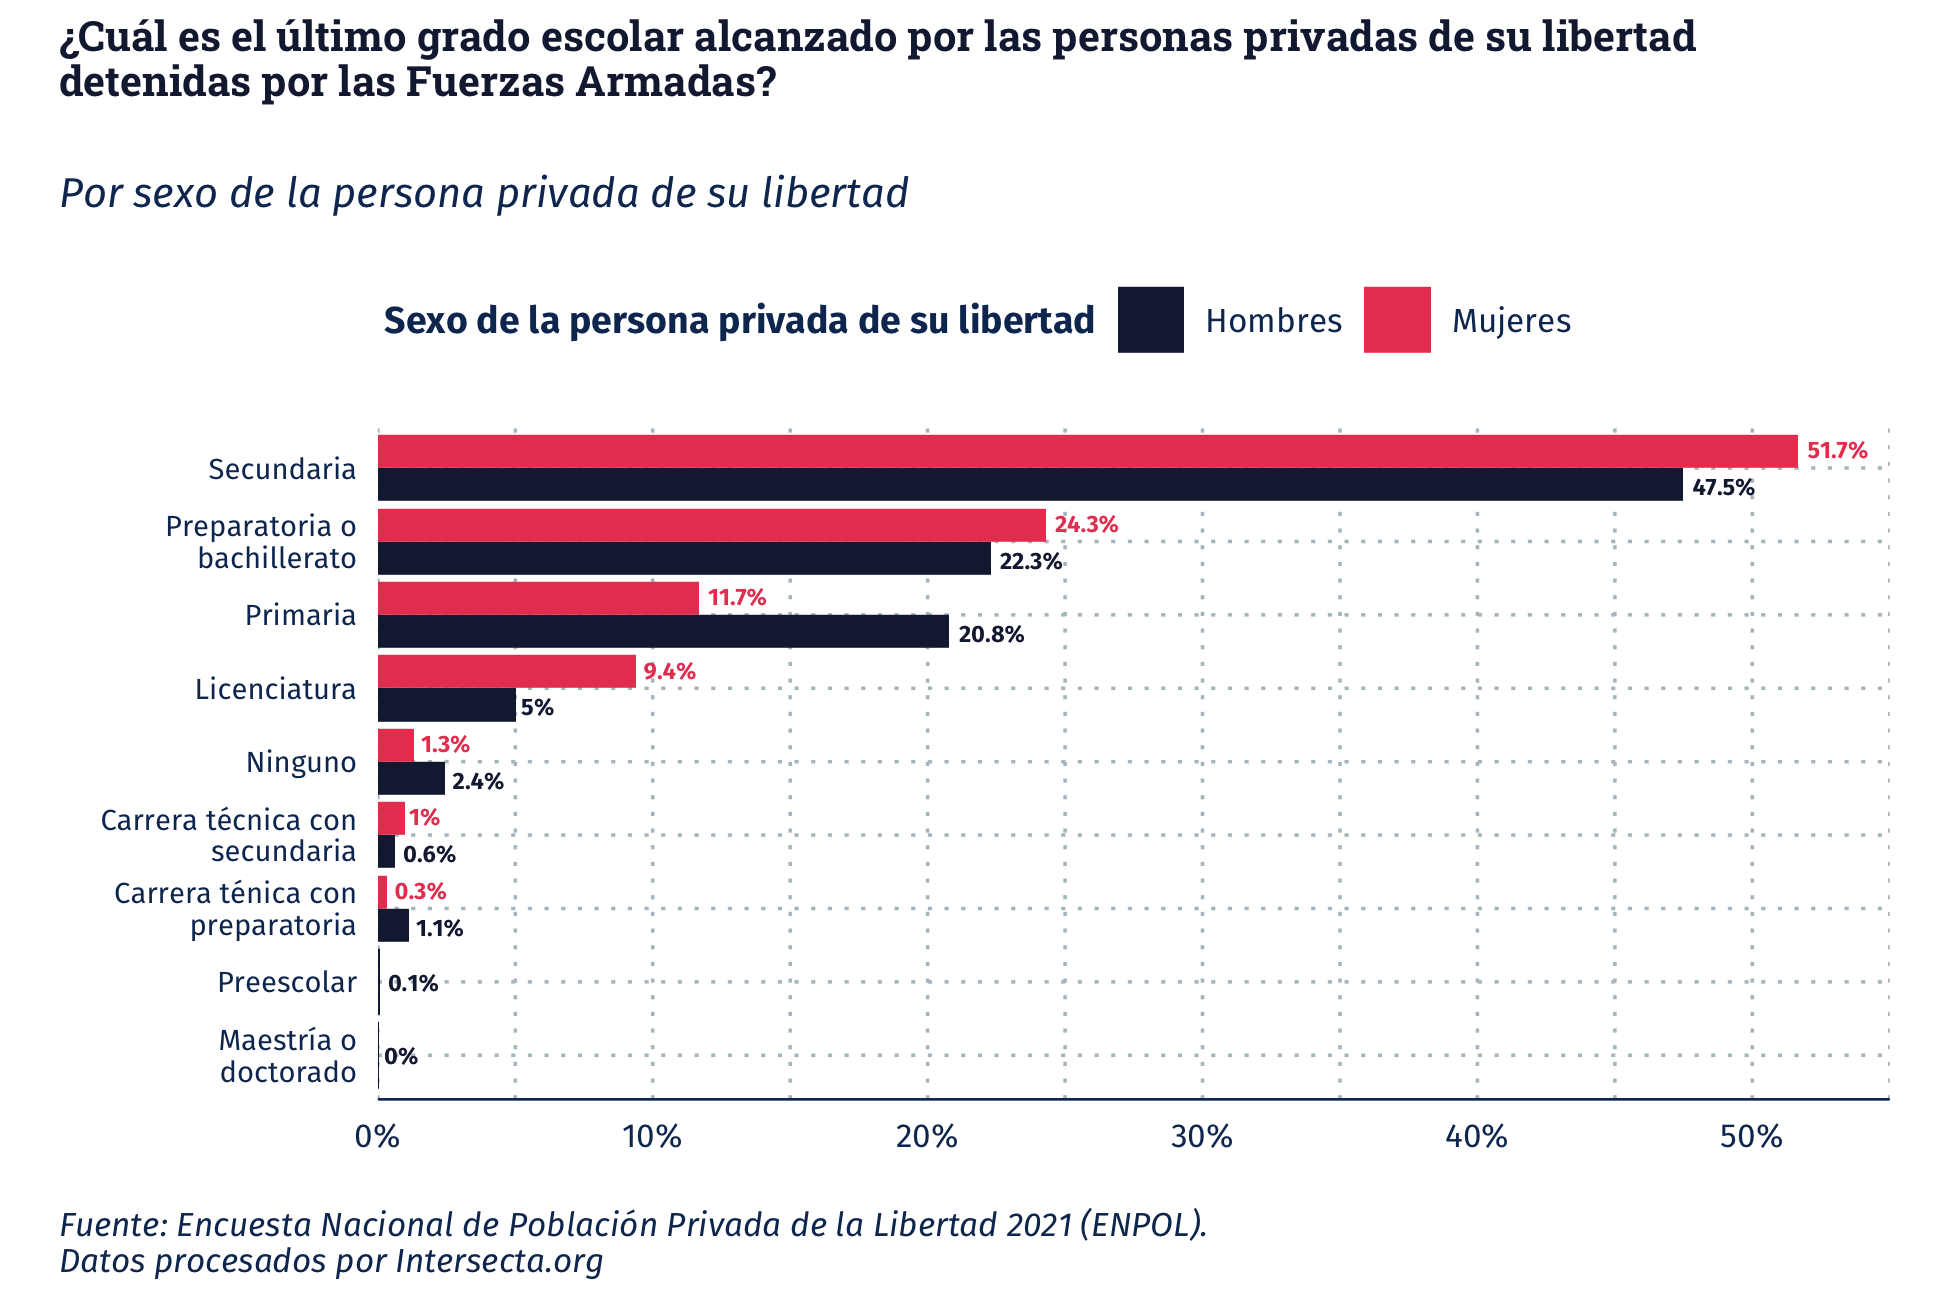 ¿Cuál es el último grado escolar alcanzado por las personas privadas de su libertad
detenidas por las Fuerzas Armadas?
Por sexo de la persona privada de su libertad
Sexo de la persona privada de su libertad Hombres Mujeres
Secundaria
51.7%
47.5%
Preparatoria o
bachillerato
24.3%
22.3%
Primaria
11.7%
20.8%
Licenciatura
9.4%
5%
Ninguno
1.3%
2.4%
Carrera técnica con
secundaria
1%
0.6%
Carrera ténica con
preparatoria
0.3%
1.1%
Preescolar
0.1%
Maestría o
doctorado
0%
0% 10% 20% 30% 40% 50%
Fuente: Encuesta Nacional de Población Privada de la Libertad 2021 (ENPOL).
Datos procesados por Intersecta.org